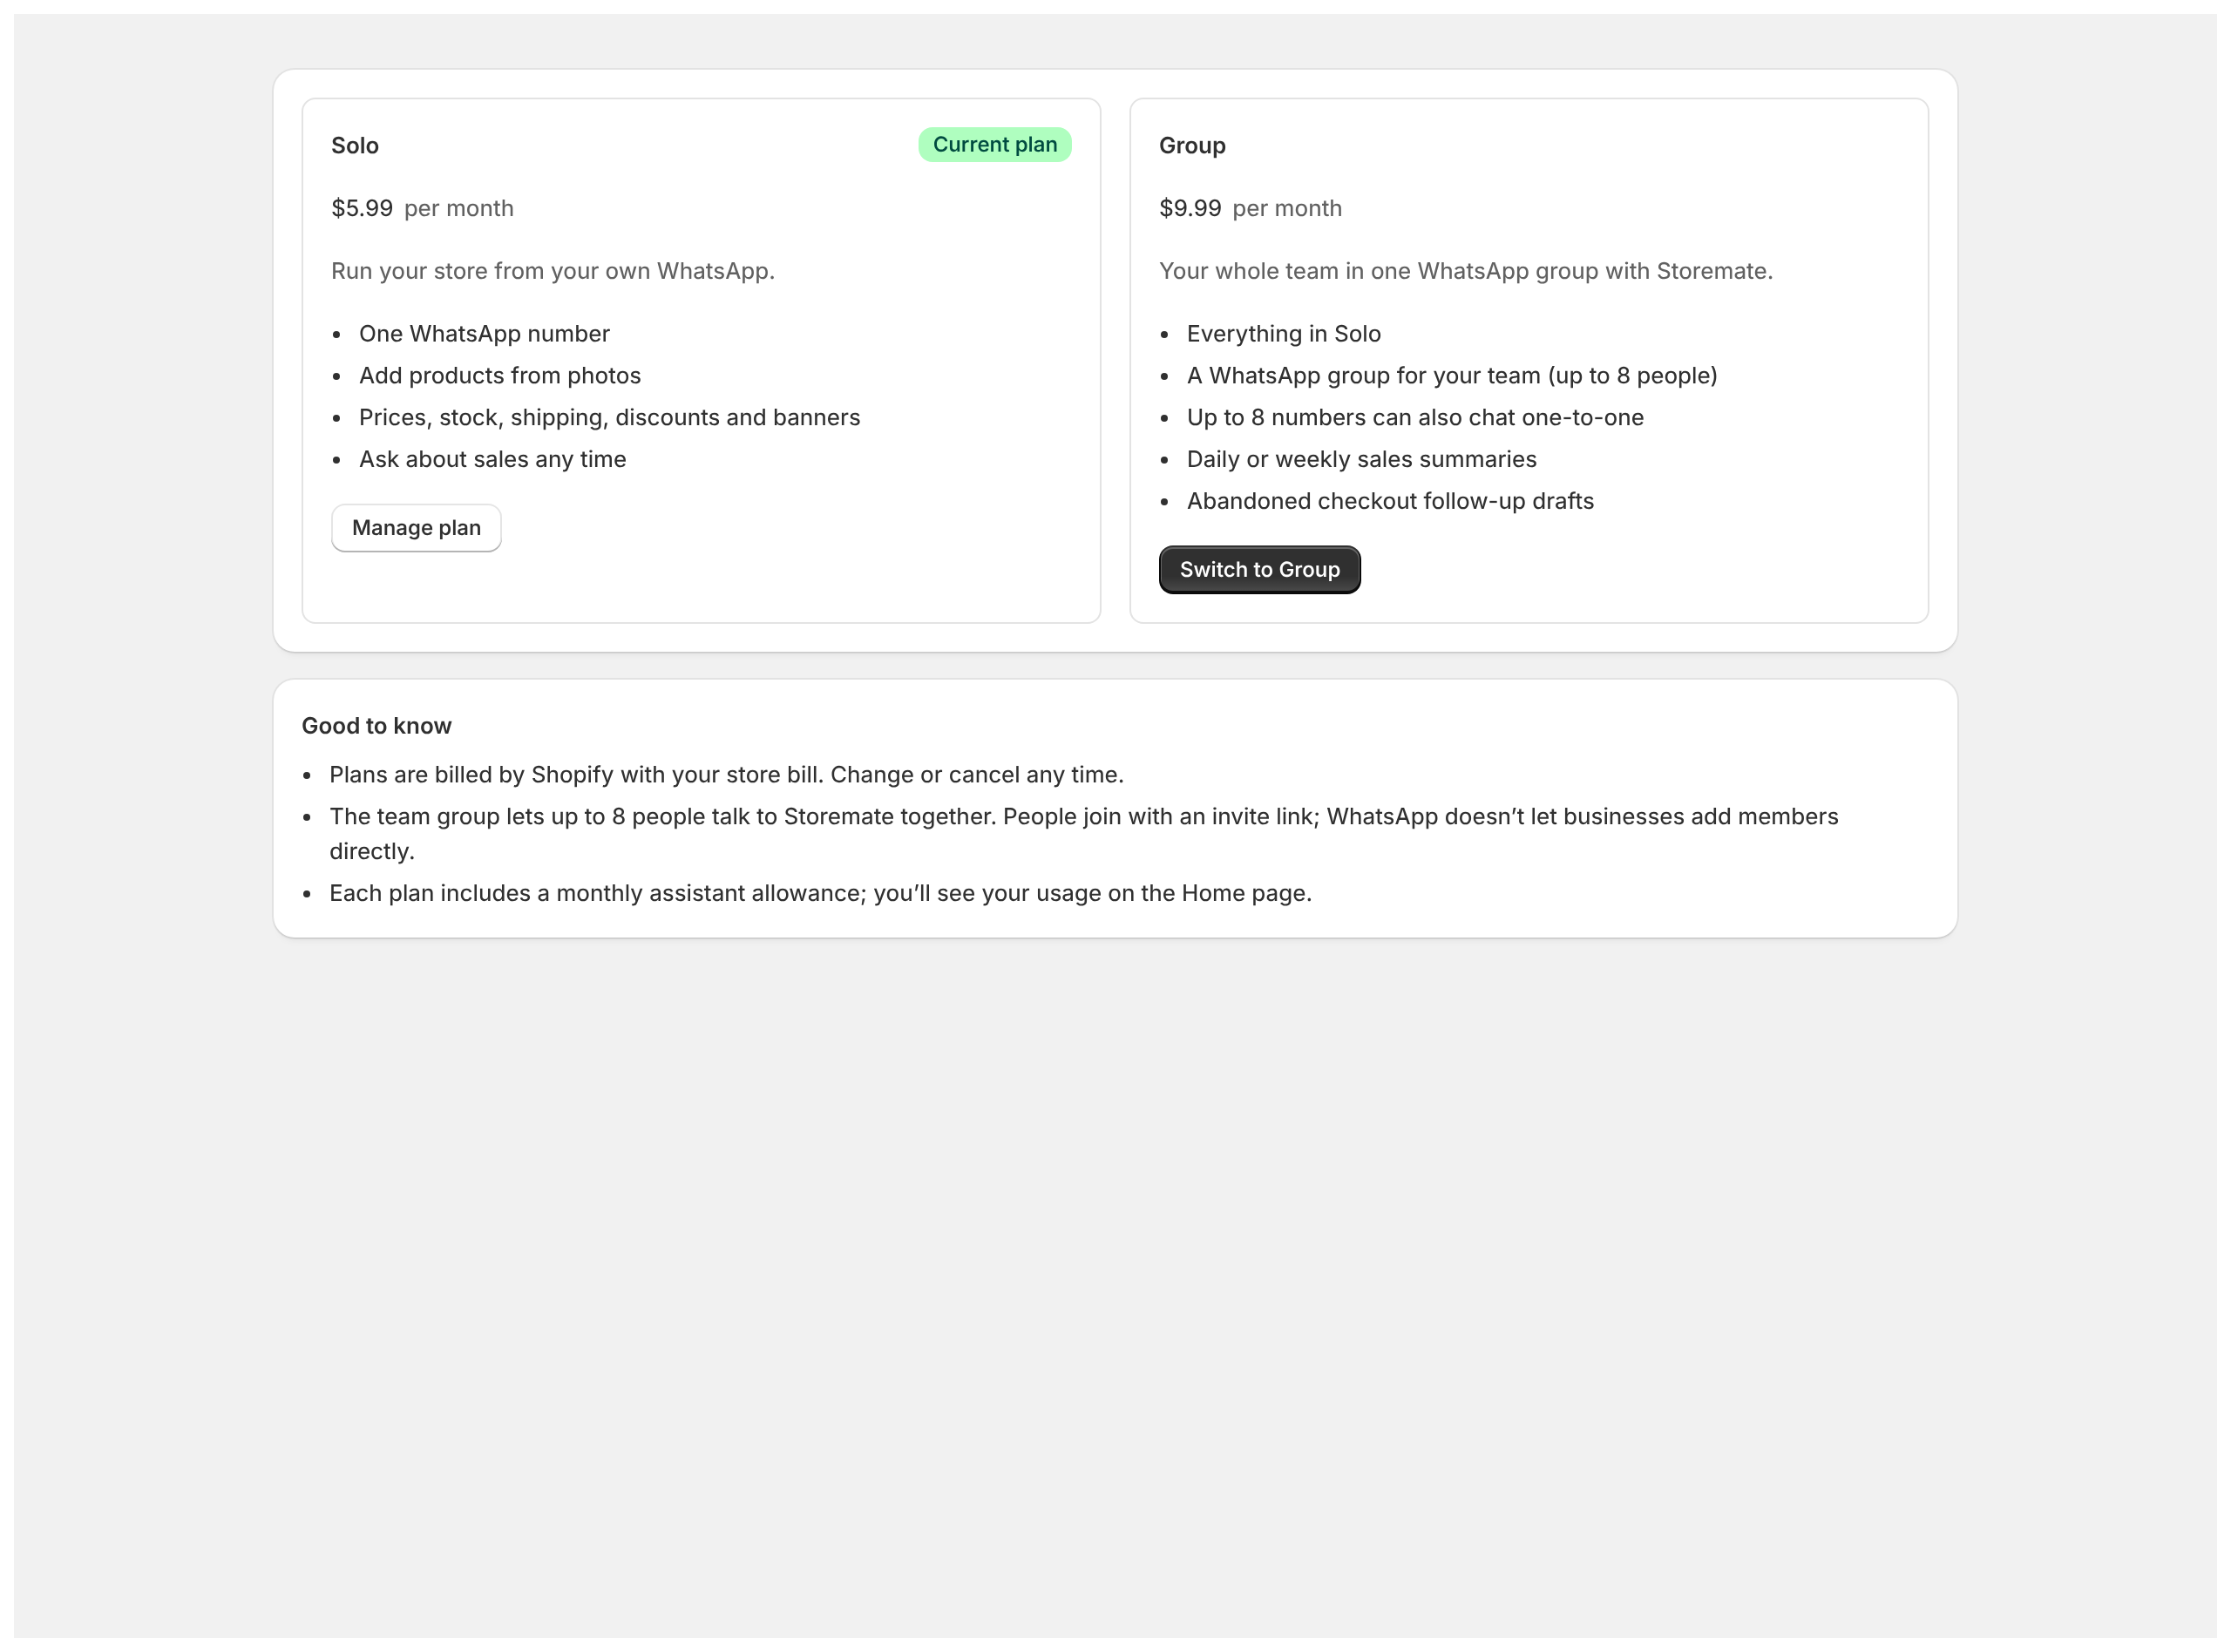 Solo
Current plan
$5.99 per month
Run your store from your own WhatsApp.
• One WhatsApp number
• Add products from photos
• Prices, stock, shipping, discounts and banners
• Ask about sales any time
Manage plan
Group
$9.99 per month
Your whole team in one WhatsApp group with Storemate.
• Everything in Solo
• A WhatsApp group for your team (up to 8 people)
• Up to 8 numbers can also chat one-to-one
• Daily or weekly sales summaries
• Abandoned checkout follow-up drafts
Switch to Group
Good to know
• Plans are billed by Shopify with your store bill. Change or cancel any time.
• The team group lets up to 8 people talk to Storemate together. People join with an invite link; WhatsApp doesn’t let businesses add members
directly.
• Each plan includes a monthly assistant allowance; you’ll see your usage on the Home page.